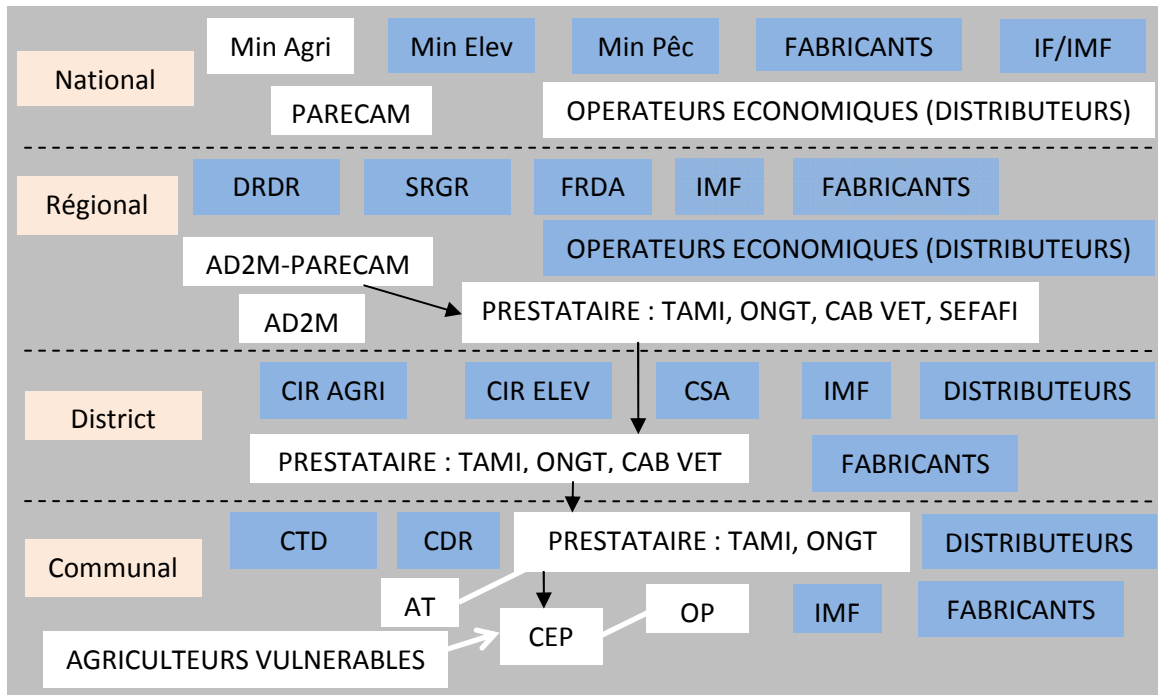 National
Min Agri
Min Elev
Min Pêc
FABRICANTS
IF/IMF
PARECAM
OPERATEURS ECONOMIQUES (DISTRIBUTEURS)
Régional
DRDR
SRGR
FRDA
IMF
FABRICANTS
OPERATEURS ECONOMIQUES (DISTRIBUTEURS)
AD2M-PARECAM
AD2M
PRESTATAIRE : TAMI, ONGT, CAB VET, SEFAFI
District
CIR AGRI
CIR ELEV
CSA
IMF
DISTRIBUTEURS
PRESTATAIRE : TAMI, ONGT, CAB VET
FABRICANTS
Communal
CTD
CDR
PRESTATAIRE : TAMI, ONGT
DISTRIBUTEURS
AT
CEP
OP
IMF
FABRICANTS
AGRICULTEURS VULNERABLES